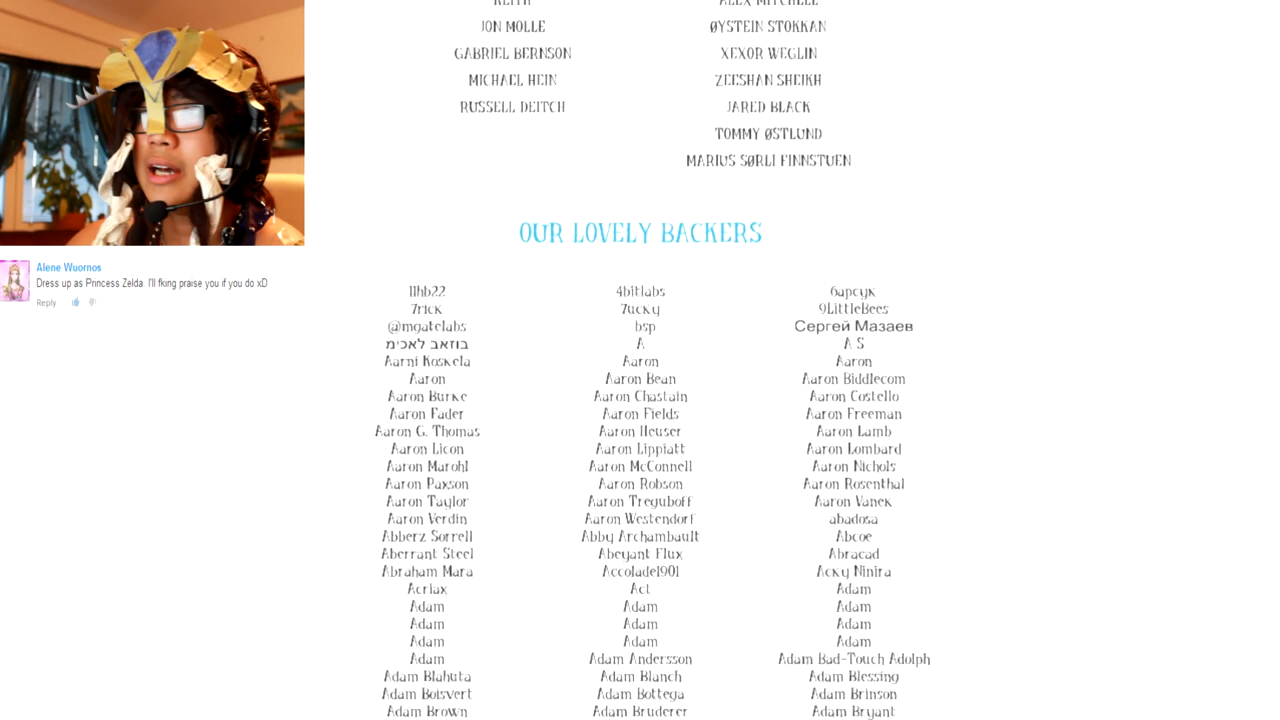 KEITH
ALEX MITCHELL
JON MOLLE
ØYSTEIN STOKKAN
GABRIEL BERNSON
XEXOR WEGLIN
MICHAEL HEIN
ZEESHAN SHEIKH
RUSSELL DEITCH
JARED BLACK
TOMMY ØSTLUND
MARIUS SØRLI FINNSTUEN
OUR LOVELY BACKERS
Alene Wuornos
Dress up as Princess Zelda. I'll fking praise you if you do xD
Reply
11hb22 4bitlabs барсук
7rick 7ucky 9LittleBees
@mgatelabs bsp Сергей Мазаев
בוזאב לאכימ A A S
Aarni Koskela Aaron Aaron
Aaron Aaron Bean Aaron Biddlecom
Aaron Burke Aaron Chastain Aaron Costello
Aaron Fader Aaron Fields Aaron Freeman
Aaron G. Thomas Aaron Heuser Aaron Lamb
Aaron Licon Aaron Lippiatt Aaron Lombard
Aaron Marohl Aaron McConnell Aaron Nichols
Aaron Paxson Aaron Robson Aaron Rosenthal
Aaron Taylor Aaron Treguboff Aaron Vanek
Aaron Verdin Aaron Westendorf abadosa
Abberz Sorrell Abby Archambault Abcoe
Aberrant Steel Abeyant Flux Abracad
Abraham Mara Accolade1901 Acky Ninira
Acriax Act Adam
Adam Adam Adam
Adam Adam Adam
Adam Adam Adam
Adam Adam Andersson Adam Bad-Touch Adolph
Adam Blahuta Adam Blanch Adam Blessing
Adam Boisvert Adam Bottega Adam Brinson
Adam Brown Adam Bruderer Adam Bryant